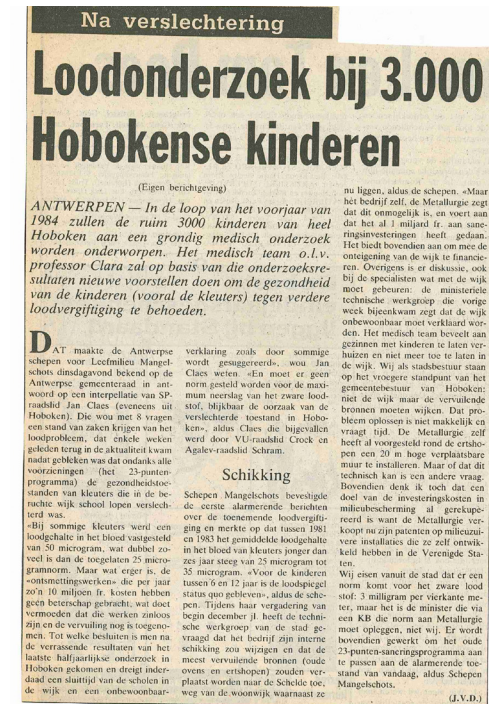 Na verslechtering
Loodonderzoek bij 3.000
Hobokense kinderen
(Eigen berichtgeving)
ANTWERPEN — In de loop van het voorjaar van
1984 zullen de ruim 3000 kinderen van heel
Hoboken aan een grondig medisch onderzoek
worden onderworpen. Het medisch team o.l.v.
professor Clara zal op basis van die onderzoeksre-
sultaten nieuwe voorstellen doen om de gezondheid
van de kinderen (vooral de kleuters) tegen verdere
loodvergiftiging te behoeden.
DAT maakte de Antwerpse
schepen voor Leefmilieu Mangel-
schots dinsdagavond bekend op de
Antwerpse gemeenteraad in ant-
woord op een interpellatie van SP-
raadslid Jan Claes (eveneens uit
Hoboken). Die wou met 8 vragen
een stand van zaken krijgen van het
loodprobleem, dat enkele weken
geleden terug in de aktualiteit kwam
nadat gebleken was dat ondanks alle
voorzieningen (het 23-punten-
programma) de gezondheidstoe-
standen van kleuters die in de be-
ruchte wijk school lopen verslech-
terd was.
«Bij sommige kleuters werd een
loodgehalte in het bloed vastgesteld
van 50 microgram, wat dubbel zo-
veel is dan de toegelaten 25 micro-
gramnorm. Maar wat erger is, de
«ontsmettingswerken» die per jaar
zo'n 10 miljoen fr. kosten hebben
geen beterschap gebracht, wat doet
vermoeden dat die werken zinloos
zijn en de vervuiling nog is toegeno-
men. Tot welke besluiten is men na
de verrassende resultaten van het
laatste halfjaarlijkse onderzoek in
Hoboken gekomen en dreigt inder-
daad een sluittijd van de scholen in
de wijk en een onbewoonbaar-
verklaring zoals door sommige
wordt gesuggereerd», wou Jan
Claes weten. «En moet er geen
norm gesteld worden voor de maxi-
mum neerslag van het zware lood-
stof, blijkbaar de oorzaak van de
verslechterde toestand in Hobo-
ken», aldus Claes die bijgevallen
werd door VU-raadslid Crock en
Agalev-raadslid Schram.
Schikking
Schepen Mangelschots bevestigde
de eerste alarmerende berichten
over de toenemende loodvergifti-
ging en merkte op dat tussen 1981
en 1983 het gemiddelde loodgehalte
in het bloed van kleuters jonger dan
zes jaar steeg van 25 microgram tot
35 microgram. «Voor de kinderen
tussen 6 en 12 jaar is de loodspiegel
status quo gebleven», aldus de sche-
pen. Tijdens haar vergadering van
begin december jl. heeft de techni-
sche werkgroep van de stad ge-
vraagd dat het bedrijf zijn interne
schikking zou wijzigen en dat de
meest vervuilende bronnen (oude
ovens en ertshopen) zouden ver-
plaatst worden naar de Schelde toe,
weg van de woonwijk waarnaast ze
nu liggen, aldus de schepen. «Maar
het bedrijf zelf, de Metallurgie zegt
dat dit onmogelijk is, en voert aan
dat het al 1 miljard fr. aan sane-
ringsinvesteringen heeft gedaan.
Het biedt bovendien aan om mee de
onteigening van de wijk te financie-
ren. Overigens is er diskussie, ook
bij de specialisten wat met de wijk
moet gebeuren: de ministeriële
technische werkgroep die vorige
week bijeenkwam zegt dat de wijk
onbewoonbaar moet verklaard wor-
den. Het medisch team beveelt aan
gezinnen met kinderen te laten ver-
huizen en niet meer toe te laten in
de wijk. Wij als stadsbestuur staan
op het vroegere standpunt van het
gemeentebestuur van Hoboken:
niet de wijk maar de vervuilende
bronnen moeten wijken. Dat pro-
bleem oplossen is niet makkelijk en
vraagt tijd. De Metallurgie zelf
heeft al voorgesteld rond de ertsho-
pen een 20 m hoge verplaatsbare
muur te installeren. Maar of dat dit
technisch kan is een andere vraag.
Bovendien denk ik toch dat een
doel van de investeringskosten in
milieubescherming al gerekupe-
reerd is want de Metallurgie ver-
koopt nu zijn patenten op milieuzui-
vere installaties die ze zelf ontwik-
keld hebben in de Verenigde Sta-
ten.
Wij eisen vanuit de stad dat er een
norm komt voor het zware lood
stof: 3 milligram per vierkante me-
ter, maar het is de minister die via
een KB die norm aan Metallurgie
moet opleggen, niet wij. Er wordt
bovendien gewerkt om het oude
23-punten-saneringsprogramma aan
te passen aan de alarmerende toe-
stand van vandaag, aldus Schepen
Mangelschots.
(J.V.D.)